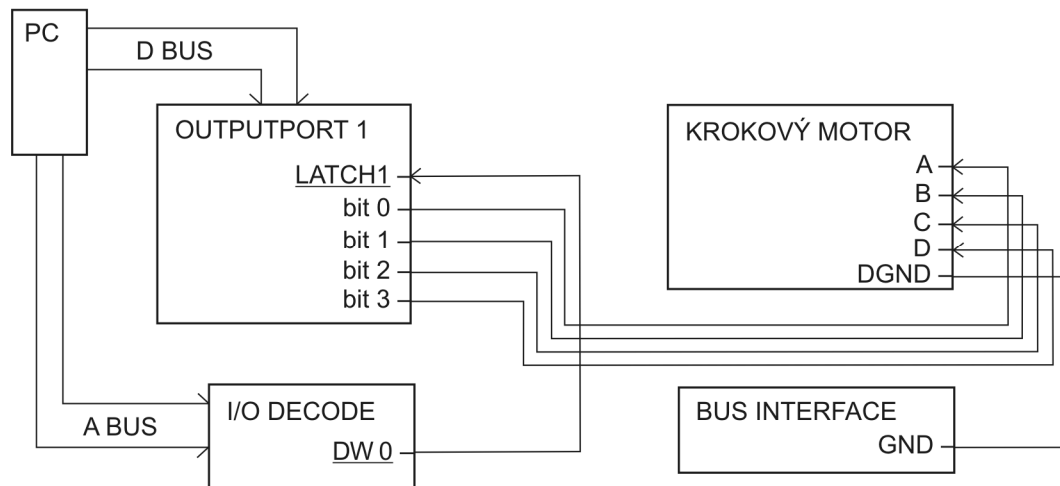 PC
D BUS
OUTPUTPORT 1
LATCH1
bit 0
bit 1
bit 2
bit 3
KROKOVÝ MOTOR
A
B
C
D
DGND
A BUS
I/O DECODE
DW 0
BUS INTERFACE
GND